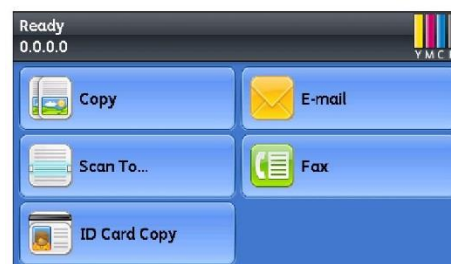 Ready
0.0.0.0
Y M C
Copy
E-mail
Scan To...
Fax
ID Card Copy